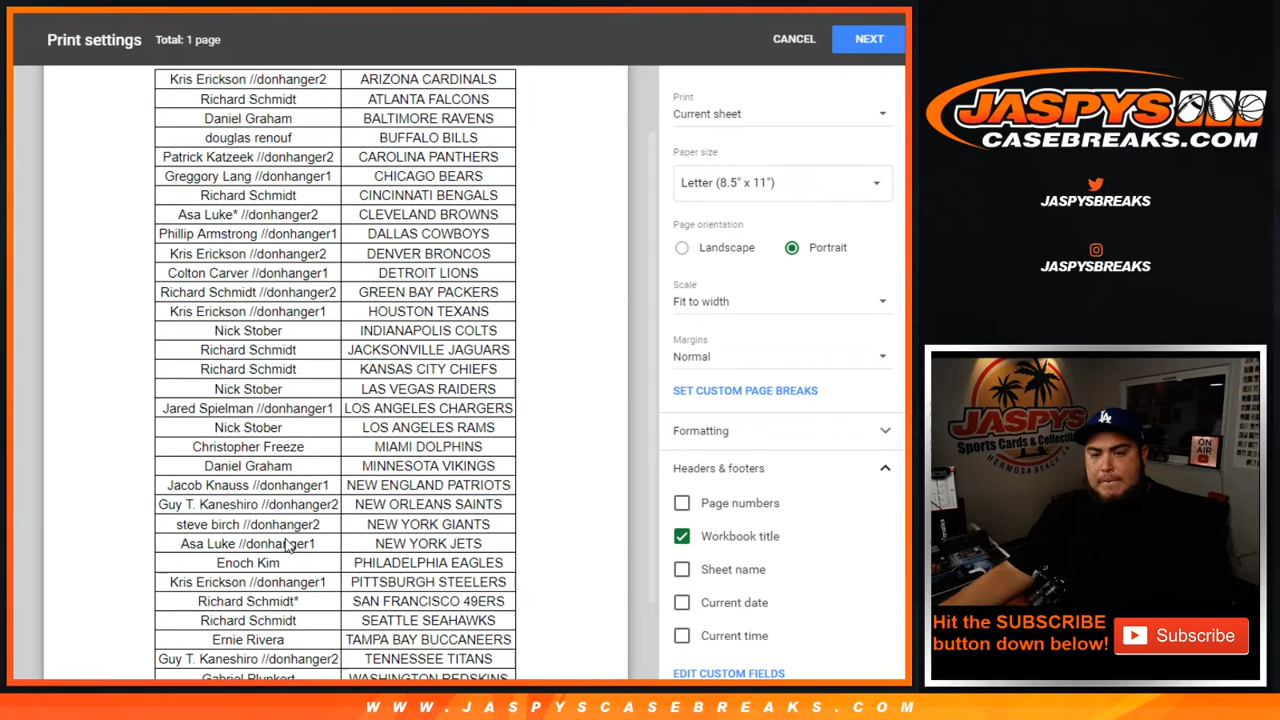 Print settings Total: 1 page
CANCEL NEXT
Kris Erickson //donhanger2 ARIZONA CARDINALS
Richard Schmidt ATLANTA FALCONS
Daniel Graham BALTIMORE RAVENS
douglas renouf BUFFALO BILLS
Patrick Katzeek //donhanger2 CAROLINA PANTHERS
Greggory Lang //donhanger1 CHICAGO BEARS
Richard Schmidt CINCINNATI BENGALS
Asa Luke* //donhanger2 CLEVELAND BROWNS
Phillip Armstrong //donhanger1 DALLAS COWBOYS
Kris Erickson //donhanger2 DENVER BRONCOS
Colton Carver //donhanger1 DETROIT LIONS
Richard Schmidt //donhanger2 GREEN BAY PACKERS
Kris Erickson //donhanger1 HOUSTON TEXANS
Nick Stober INDIANAPOLIS COLTS
Richard Schmidt JACKSONVILLE JAGUARS
Richard Schmidt KANSAS CITY CHIEFS
Nick Stober LAS VEGAS RAIDERS
Jared Spielman //donhanger1 LOS ANGELES CHARGERS
Nick Stober LOS ANGELES RAMS
Christopher Freeze MIAMI DOLPHINS
Daniel Graham MINNESOTA VIKINGS
Jacob Knauss //donhanger1 NEW ENGLAND PATRIOTS
Guy T. Kaneshiro //donhanger2 NEW ORLEANS SAINTS
steve birch //donhanger2 NEW YORK GIANTS
Asa Luke //donhanger1 NEW YORK JETS
Enoch Kim PHILADELPHIA EAGLES
Kris Erickson //donhanger1 PITTSBURGH STEELERS
Richard Schmidt* SAN FRANCISCO 49ERS
Richard Schmidt SEATTLE SEAHAWKS
Ernie Rivera TAMPA BAY BUCCANEERS
Guy T. Kaneshiro //donhanger2 TENNESSEE TITANS
Gabriel Plunkert WASHINGTON REDSKINS
Print
Current sheet
Paper size
Letter (8.5" x 11")
Page orientation
Landscape Portrait
Scale
Fit to width
Margins
Normal
SET CUSTOM PAGE BREAKS
Formatting
Headers & footers
Page numbers
Workbook title
Sheet name
Current date
Current time
EDIT CUSTOM FIELDS
JASPYS
CASEBREAKS.COM
JASPYSBREAKS
JASPYSBREAKS
JASPYS
Sports Cards & Collectibles
HERMOSA BEACH
ON AIR
LA
Hit the SUBSCRIBE
button down below!
Subscribe
WWW.JASPYSCASEBREAKS.COM